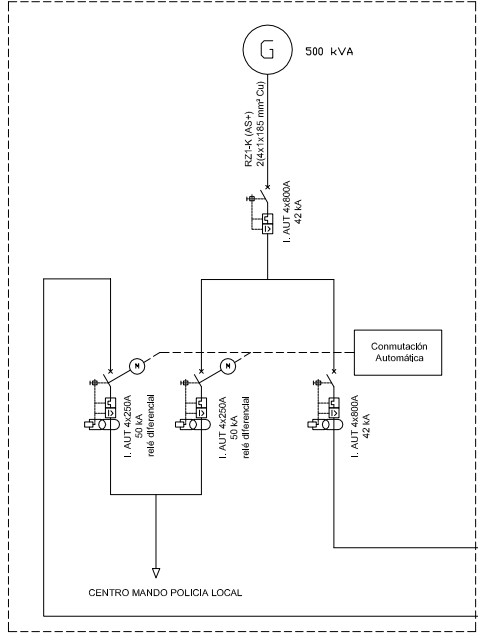 G
500 kVA
RZ1-K (AS+)
2(4x1x185 mm² Cu)
I. AUT 4x800A
42 kA
Conmutación
Automática
M
M
I. AUT 4x250A
50 kA
relé diferencial
I. AUT 4x250A
50 kA
relé diferencial
I. AUT 4x800A
42 kA
CENTRO MANDO POLICIA LOCAL